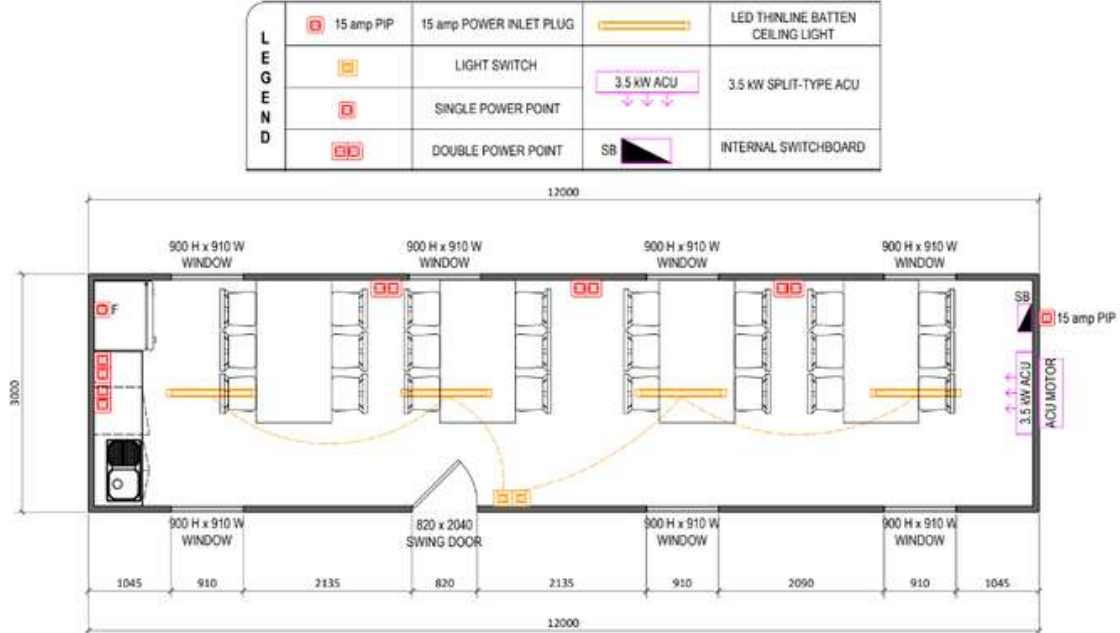 LEGEND
15 amp PIP
15 amp POWER INLET PLUG
LED THINLINE BATTEN
CEILING LIGHT
LIGHT SWITCH
3.5 kW ACU
3.5 kW SPLIT-TYPE ACU
SINGLE POWER POINT
DOUBLE POWER POINT
SB
INTERNAL SWITCHBOARD
12000
900 H x 910 W
WINDOW
900 H x 910 W
WINDOW
900 H x 910 W
WINDOW
900 H x 910 W
WINDOW
F
SB
15 amp PIP
3000
3.5 kW ACU
ACU MOTOR
900 H x 910 W
WINDOW
820 x 2040
SWING DOOR
900 H x 910 W
WINDOW
900 H x 910 W
WINDOW
1045
910
2135
820
2135
910
2090
910
1045
12000